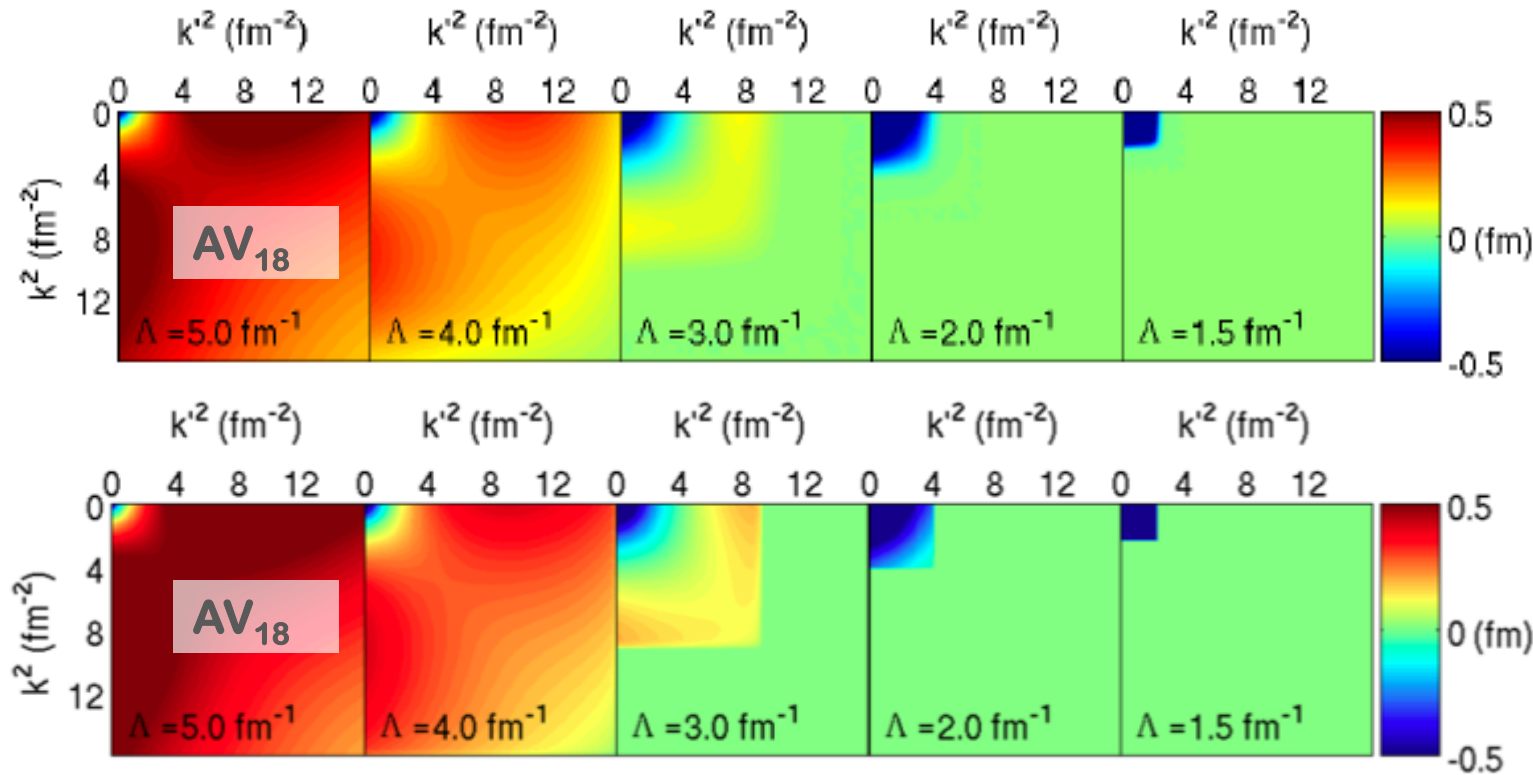 k'² (fm⁻²) k'² (fm⁻²) k'² (fm⁻²) k'² (fm⁻²) k'² (fm⁻²)
0 4 8 12 0 4 8 12 0 4 8 12 0 4 8 12 0 4 8 12
0 0.5
4
k² (fm⁻²)
AV₁₈
8 0 (fm)
12
Λ =5.0 fm⁻¹ Λ =4.0 fm⁻¹ Λ =3.0 fm⁻¹ Λ =2.0 fm⁻¹ Λ =1.5 fm⁻¹
-0.5
k'² (fm⁻²) k'² (fm⁻²) k'² (fm⁻²) k'² (fm⁻²) k'² (fm⁻²)
0 4 8 12 0 4 8 12 0 4 8 12 0 4 8 12 0 4 8 12
0 0.5
4
k² (fm⁻²)
AV₁₈
8 0 (fm)
12
Λ =5.0 fm⁻¹ Λ =4.0 fm⁻¹ Λ =3.0 fm⁻¹ Λ =2.0 fm⁻¹ Λ =1.5 fm⁻¹
-0.5